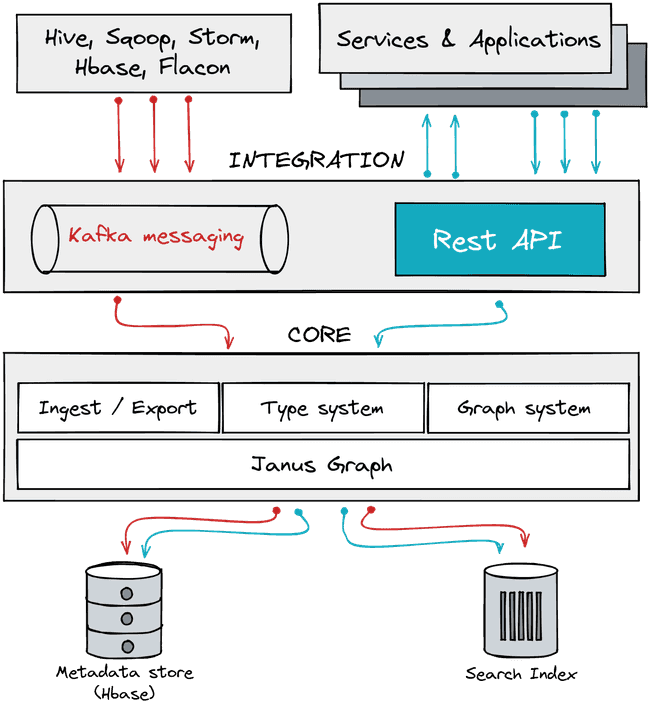 Hive, Sqoop, Storm,
Hbase, Flacon
Services & Applications
INTEGRATION
Kafka messaging
Rest API
CORE
Ingest / Export
Type system
Graph system
Janus Graph
Metadata store
(Hbase)
Search Index